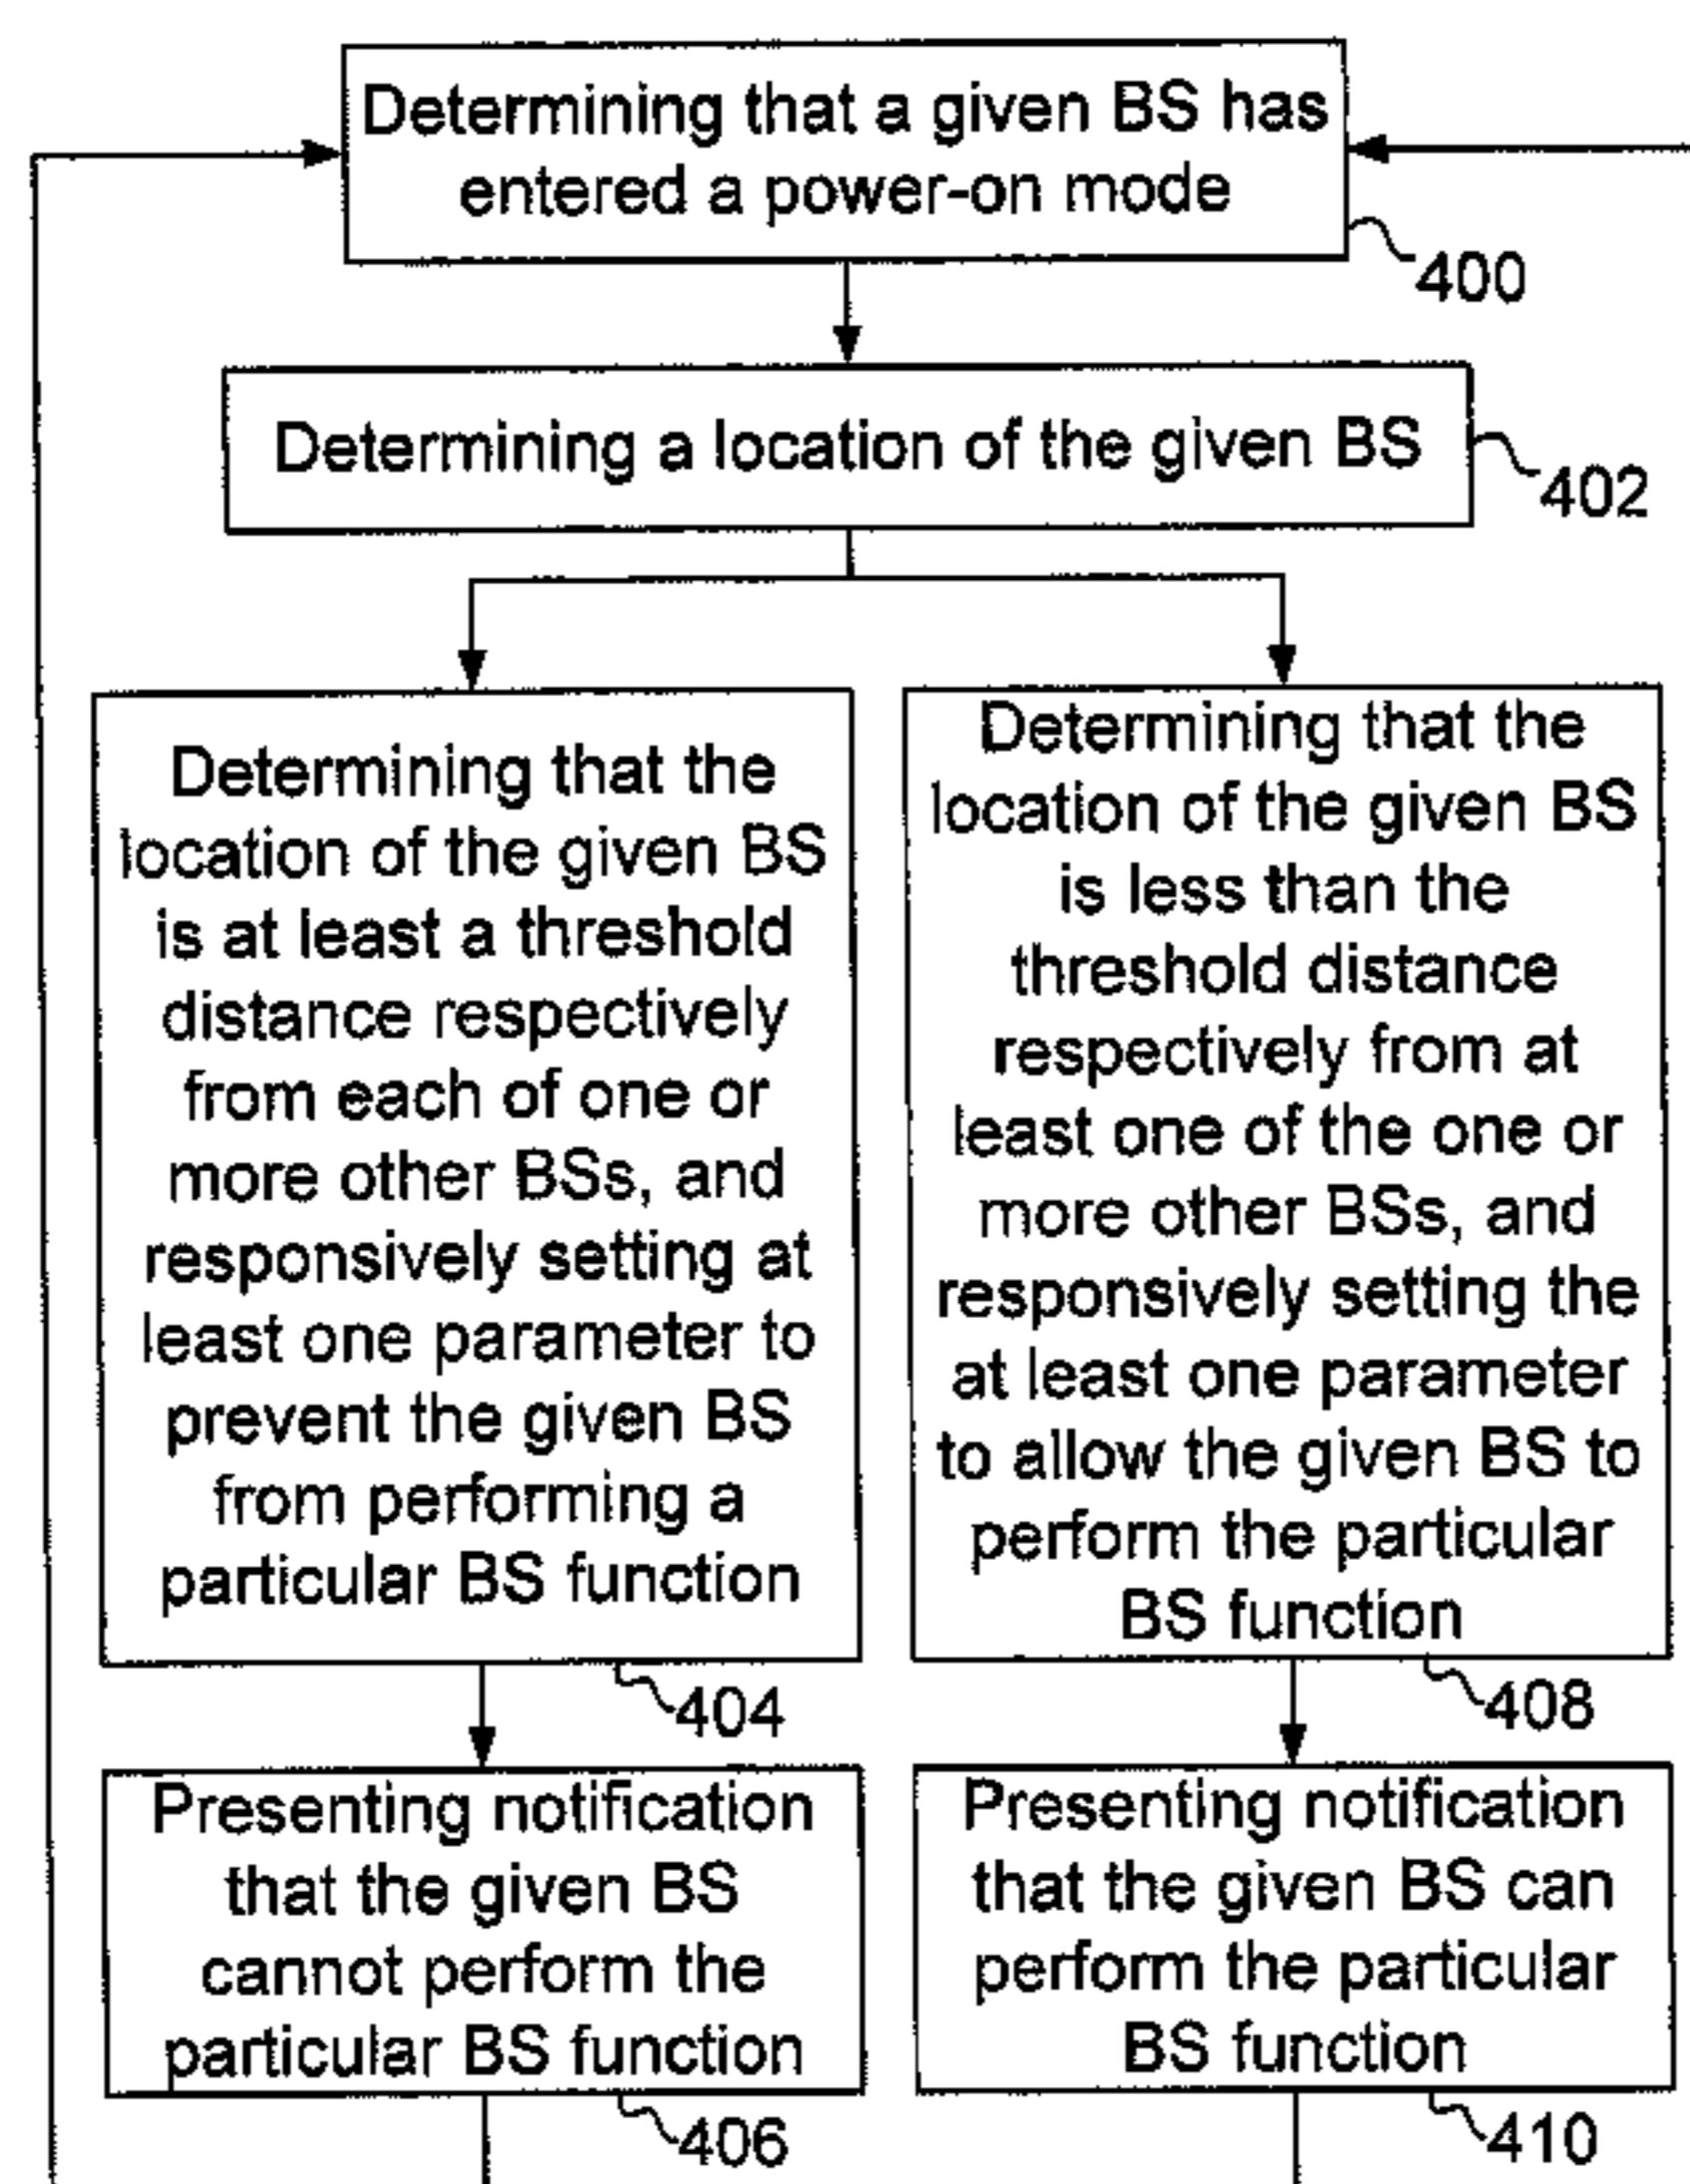 Determining that a given BS has
entered a power-on mode
400
Determining a location of the given BS
402
Determining that the
location of the given BS
is at least a threshold
distance respectively
from each of one or
more other BSs, and
responsively setting at
least one parameter to
prevent the given BS
from performing a
particular BS function
404
Determining that the
location of the given BS
is less than the
threshold distance
respectively from at
least one of the one or
more other BSs, and
responsively setting the
at least one parameter
to allow the given BS to
perform the particular
BS function
408
Presenting notification
that the given BS
cannot perform the
particular BS function
406
Presenting notification
that the given BS can
perform the particular
BS function
410